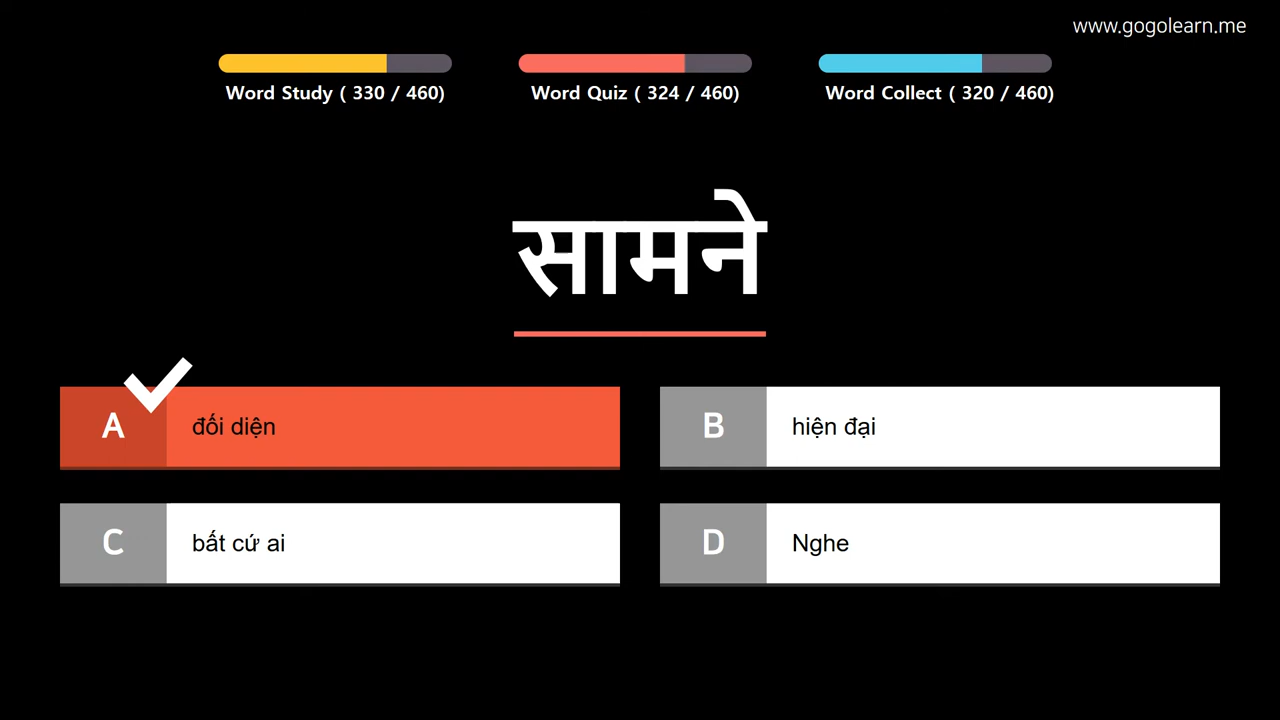 www.gogolearn.me
Word Study ( 330 / 460)
Word Quiz ( 324 / 460)
Word Collect ( 320 / 460)
सामने
A
đối diện
B
hiện đại
C
bất cứ ai
D
Nghe